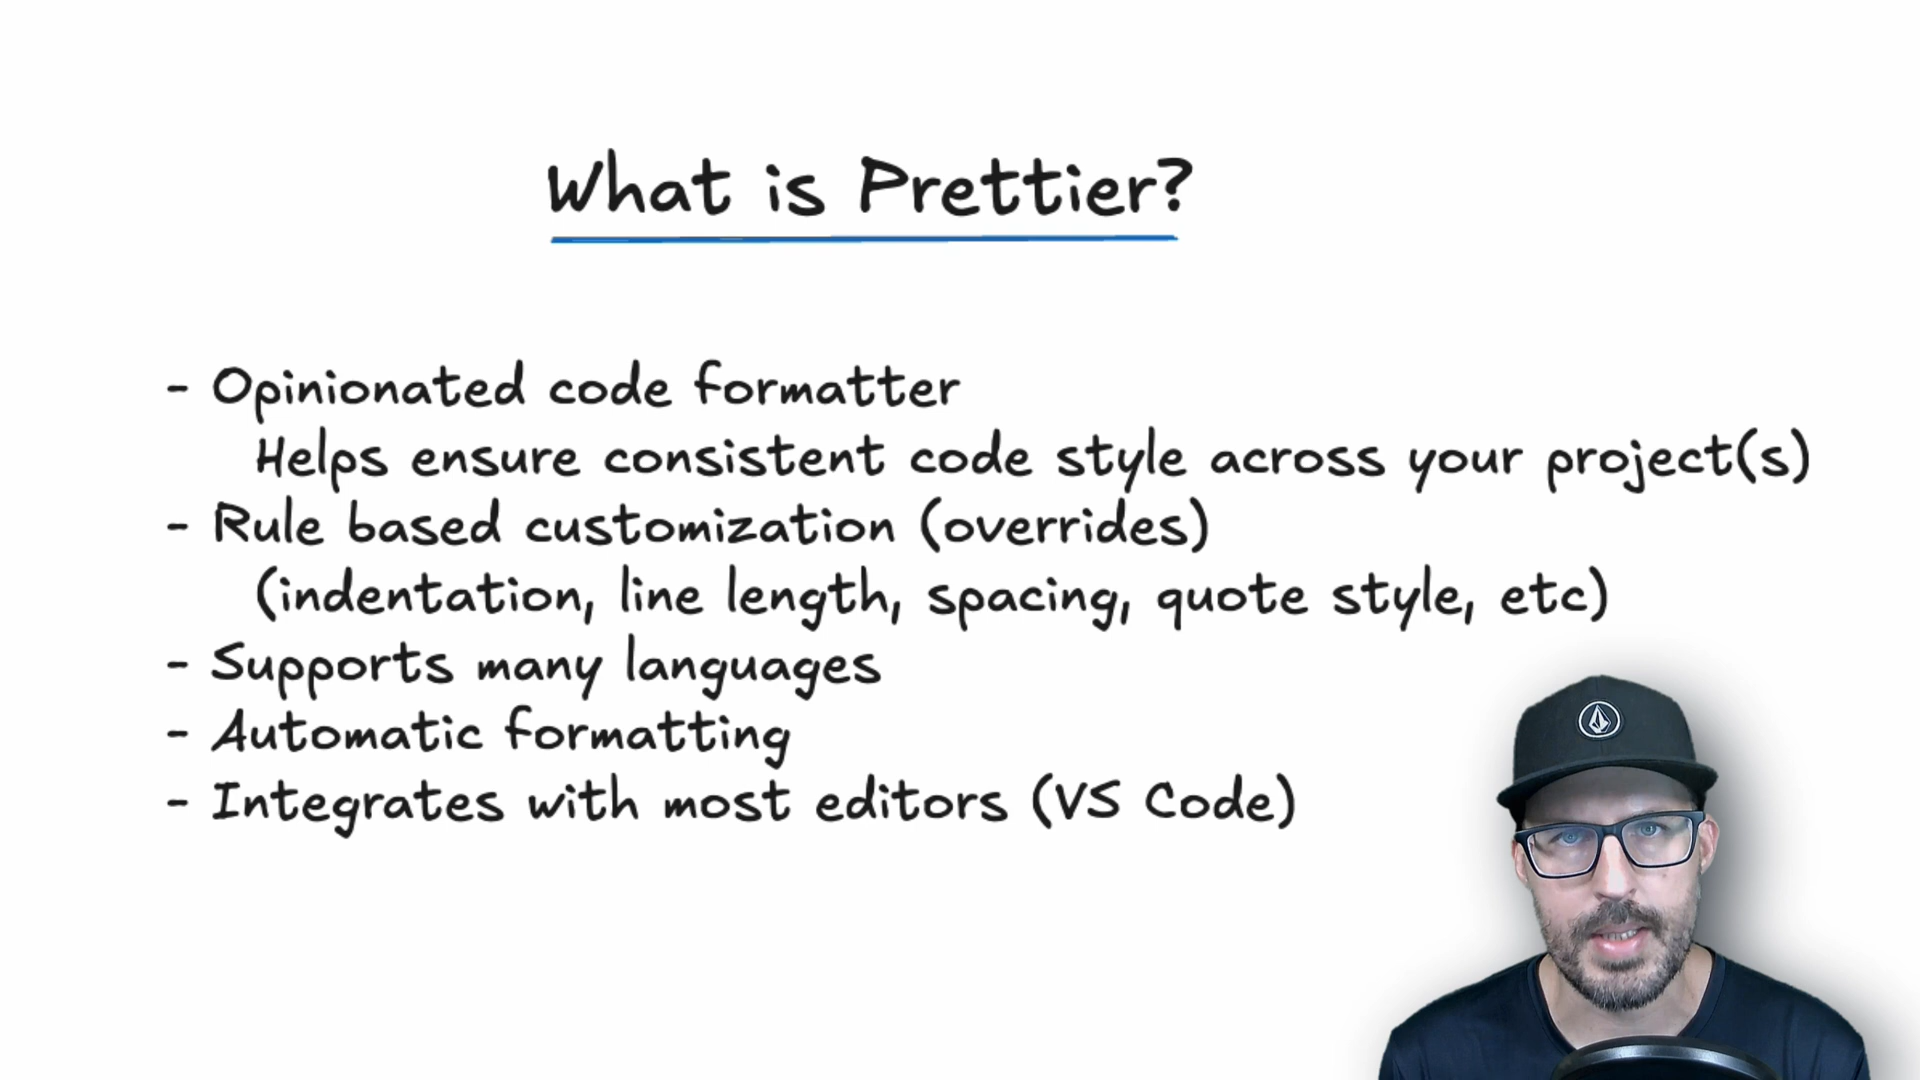 What is Prettier?
- Opinionated code formatter
Helps ensure consistent code style across your project(s)
- Rule based customization (overrides)
(indentation, line length, spacing, quote style, etc)
- Supports many languages
- Automatic formatting
- Integrates with most editors (VS Code)